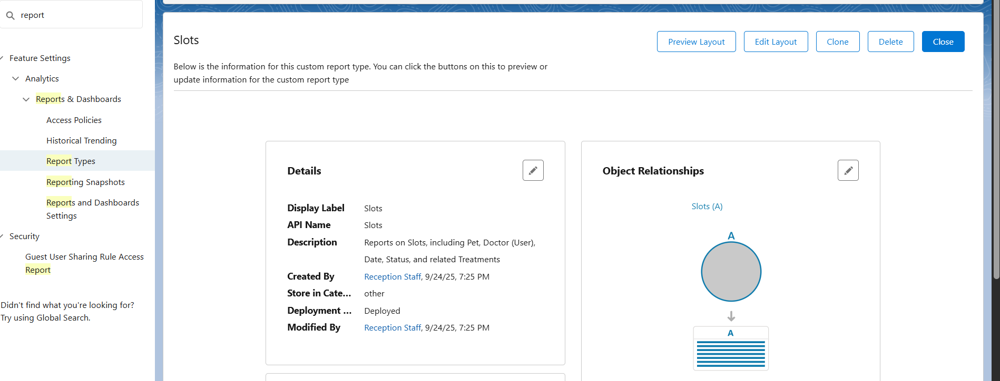 report
Feature Settings
Analytics
Reports & Dashboards
Access Policies
Historical Trending
Report Types
Reporting Snapshots
Reports and Dashboards
Settings
Security
Guest User Sharing Rule Access
Report
Didn't find what you're looking for?
Try using Global Search.
Slots
Preview Layout
Edit Layout
Clone
Delete
Close
Below is the information for this custom report type. You can click the buttons on this to preview or
update information for the custom report type
Details
Display Label Slots
API Name Slots
Description Reports on Slots, including Pet, Doctor (User),
Date, Status, and related Treatments
Created By Reception Staff, 9/24/25, 7:25 PM
Store in Cate... other
Deployment ... Deployed
Modified By Reception Staff, 9/24/25, 7:25 PM
Object Relationships
Slots (A)
A
A